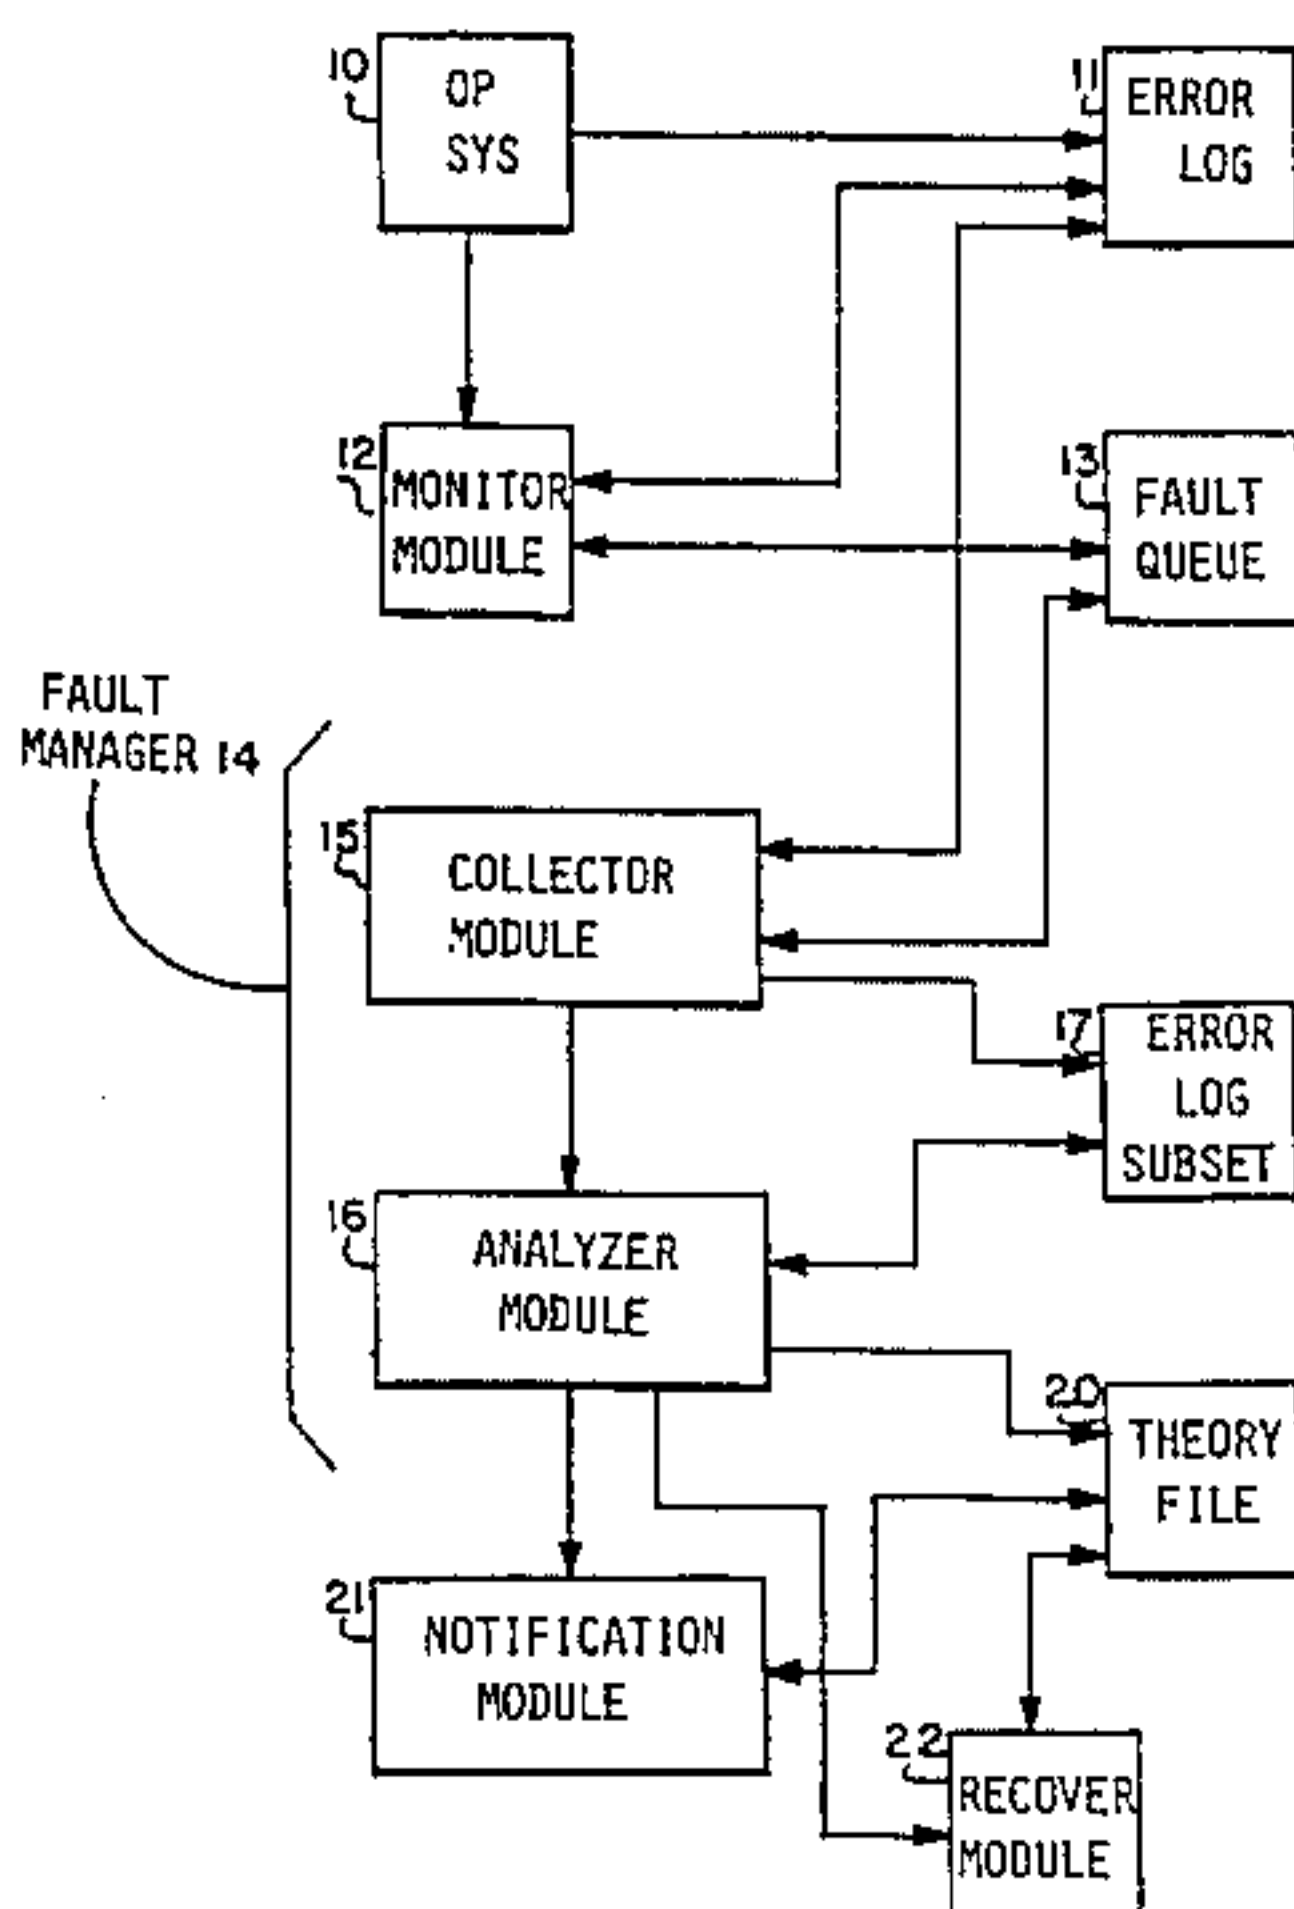 10
OP
SYS
11
ERROR
LOG
12
MONITOR
MODULE
13
FAULT
QUEUE
FAULT
MANAGER 14
15
COLLECTOR
MODULE
17
ERROR
LOG
SUBSET
16
ANALYZER
MODULE
20
THEORY
FILE
21
NOTIFICATION
MODULE
22
RECOVER
MODULE